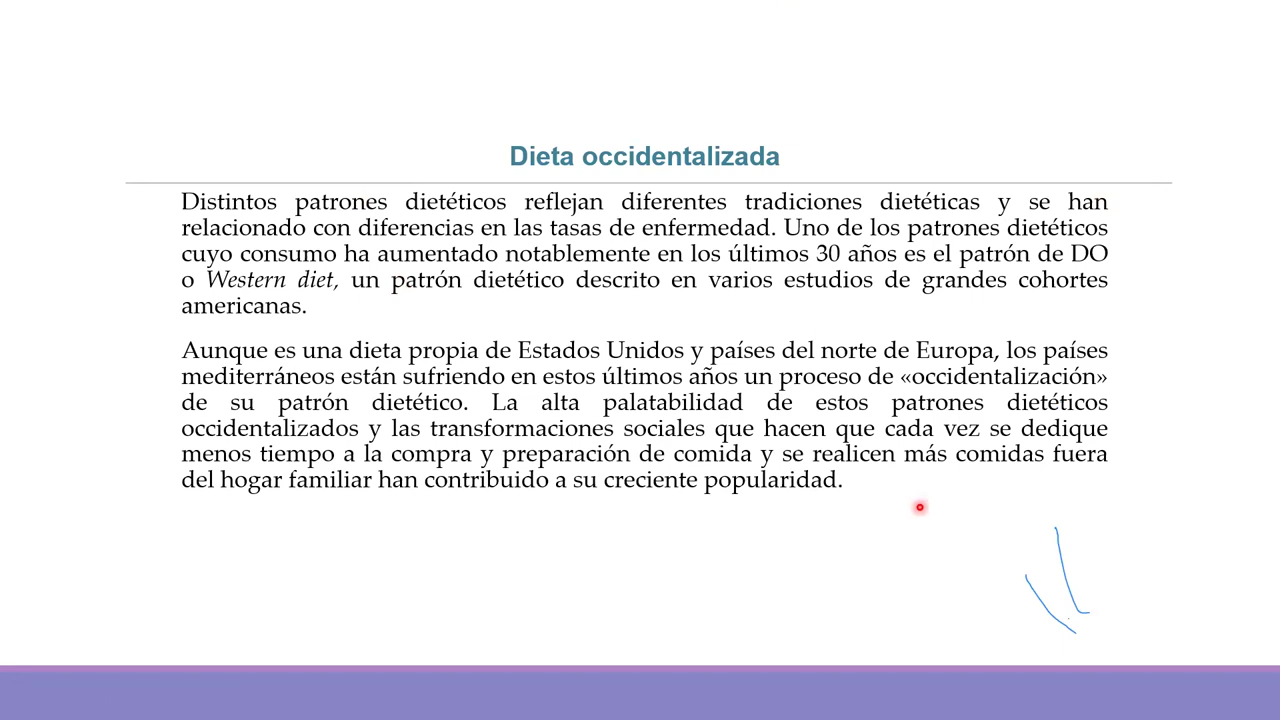 Dieta occidentalizada
Distintos patrones dietéticos reflejan diferentes tradiciones dietéticas y se han
relacionado con diferencias en las tasas de enfermedad. Uno de los patrones dietéticos
cuyo consumo ha aumentado notablemente en los últimos 30 años es el patrón de DO
o Western diet, un patrón dietético descrito en varios estudios de grandes cohortes
americanas.
Aunque es una dieta propia de Estados Unidos y países del norte de Europa, los países
mediterráneos están sufriendo en estos últimos años un proceso de «occidentalización»
de su patrón dietético. La alta palatabilidad de estos patrones dietéticos
occidentalizados y las transformaciones sociales que hacen que cada vez se dedique
menos tiempo a la compra y preparación de comida y se realicen más comidas fuera
del hogar familiar han contribuido a su creciente popularidad.